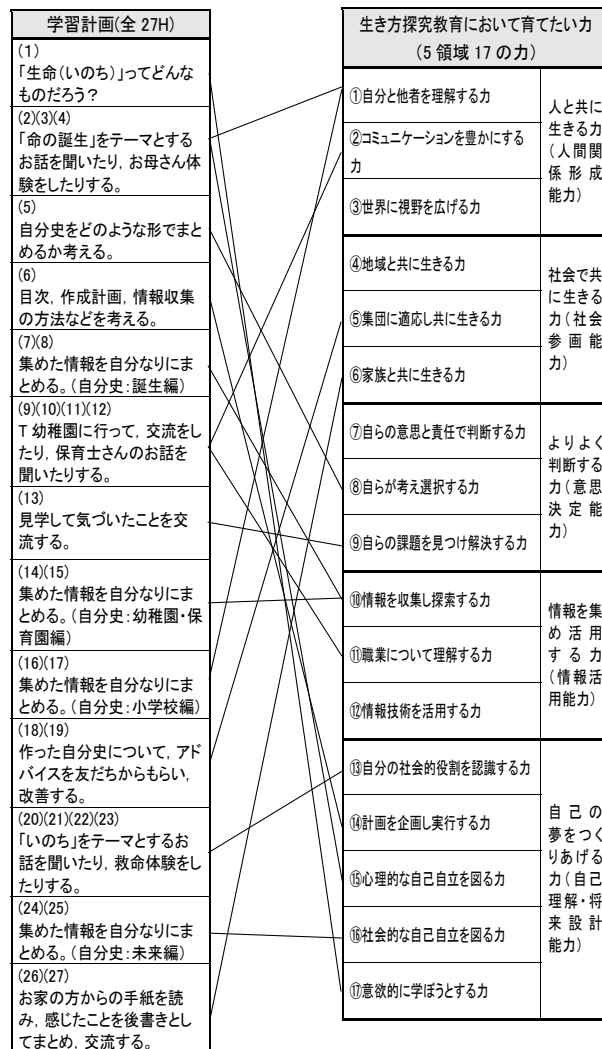 学習計画(全 27H)
(1)
「生命(いのち)」ってどんな
ものだろう？
(2)(3)(4)
「命の誕生」をテーマとする
お話を聞いたり，お母さん体
験をしたりする。
(5)
自分史をどのような形でまと
めるか考える。
(6)
目次，作成計画，情報収集
の方法などを考える。
(7)(8)
集めた情報を自分なりにま
とめる。(自分史：誕生編)
(9)(10)(11)(12)
T 幼稚園に行って，交流をし
たり，保育士さんのお話を
聞いたりする。
(13)
見学して気づいたことを交
流する。
(14)(15)
集めた情報を自分なりにま
とめる。(自分史：幼稚園・保
育園編)
(16)(17)
集めた情報を自分なりにま
とめる。(自分史：小学校編)
(18)(19)
作った自分史について，アド
バイスを友だちからもらい，
改善する。
(20)(21)(22)(23)
「いのち」をテーマとするお
話を聞いたり，救命体験をし
たりする。
(24)(25)
集めた情報を自分なりにま
とめる。(自分史：未来編)
(26)(27)
お家の方からの手紙を読
み，感じたことを後書きとし
てまとめ，交流する。
生き方探究教育において育てたい力
(5 領域 17 の力)
①自分と他者を理解する力
②コミュニケーションを豊かにする
力
③世界に視野を広げる力
人と共に
生きる力
(人間関
係形成
能力)
④地域と共に生きる力
⑤集団に適応し共に生きる力
⑥家族と共に生きる力
社会で共
に生きる
力(社会
参画能
力)
⑦自らの意思と責任で判断する力
⑧自らが考え選択する力
⑨自らの課題を見つけ解決する力
よりよく
判断する
力(意思
決定能
力)
⑩情報を収集し探索する力
⑪職業について理解する力
⑫情報技術を活用する力
情報を集
め活用
する力
(情報活
用能力)
⑬自分の社会的役割を認識する力
⑭計画を企画し実行する力
⑮心理的な自己自立を図る力
⑯社会的な自己自立を図る力
⑰意欲的に学ぼうとする力
自己の
夢をつく
りあげる
力(自己
理解・将
来設計
能力)